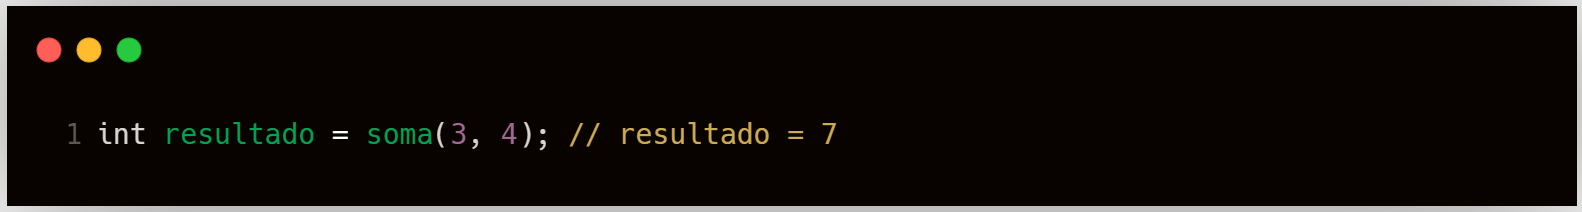 1 int resultado = soma(3, 4); // resultado = 7